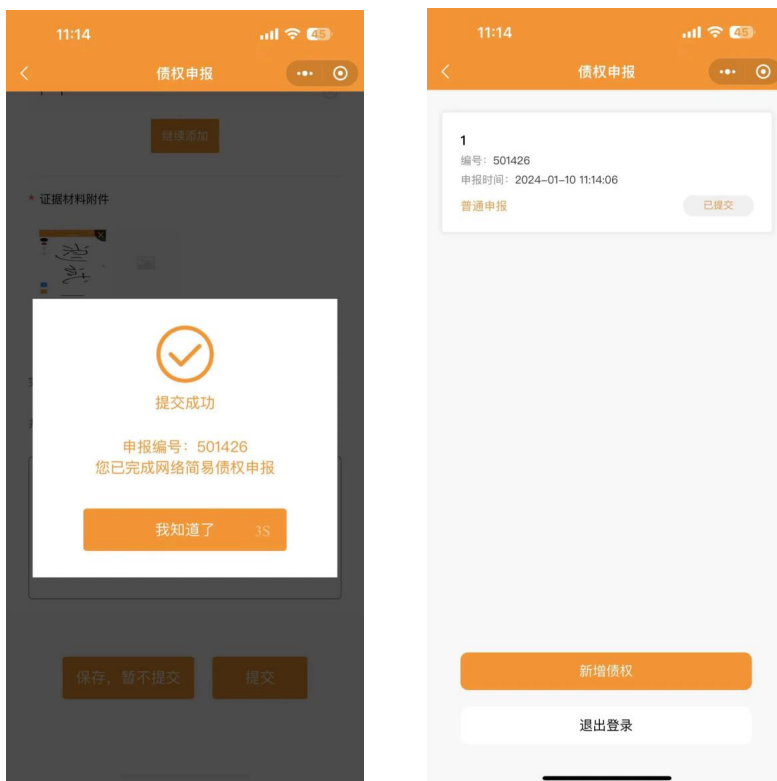 11:14
45
债权申报
继续添加
* 证据材料附件
提交成功
申报编号：501426
您已完成网络简易债权申报
我知道了 3S
保存，暂不提交
提交
11:14
45
债权申报
1
编号：501426
申报时间：2024-01-10 11:14:06
普通申报
已提交
新增债权
退出登录